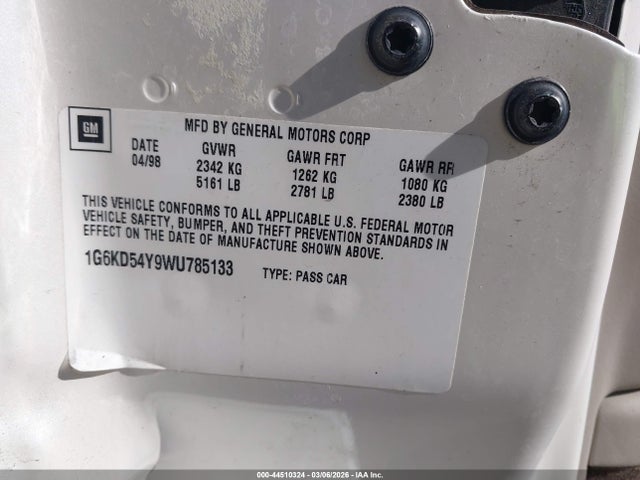 GM
MFD BY GENERAL MOTORS CORP
DATE GVWR GAWR FRT GAWR RR
04/98 2342 KG 1262 KG 1080 KG
5161 LB 2781 LB 2380 LB
THIS VEHICLE CONFORMS TO ALL APPLICABLE U.S. FEDERAL MOTOR
VEHICLE SAFETY, BUMPER, AND THEFT PREVENTION STANDARDS IN
EFFECT ON THE DATE OF MANUFACTURE SHOWN ABOVE.
1G6KD54Y9WU785133 TYPE: PASS CAR
000-44510324 | 03/06/2026 - IAA Inc.